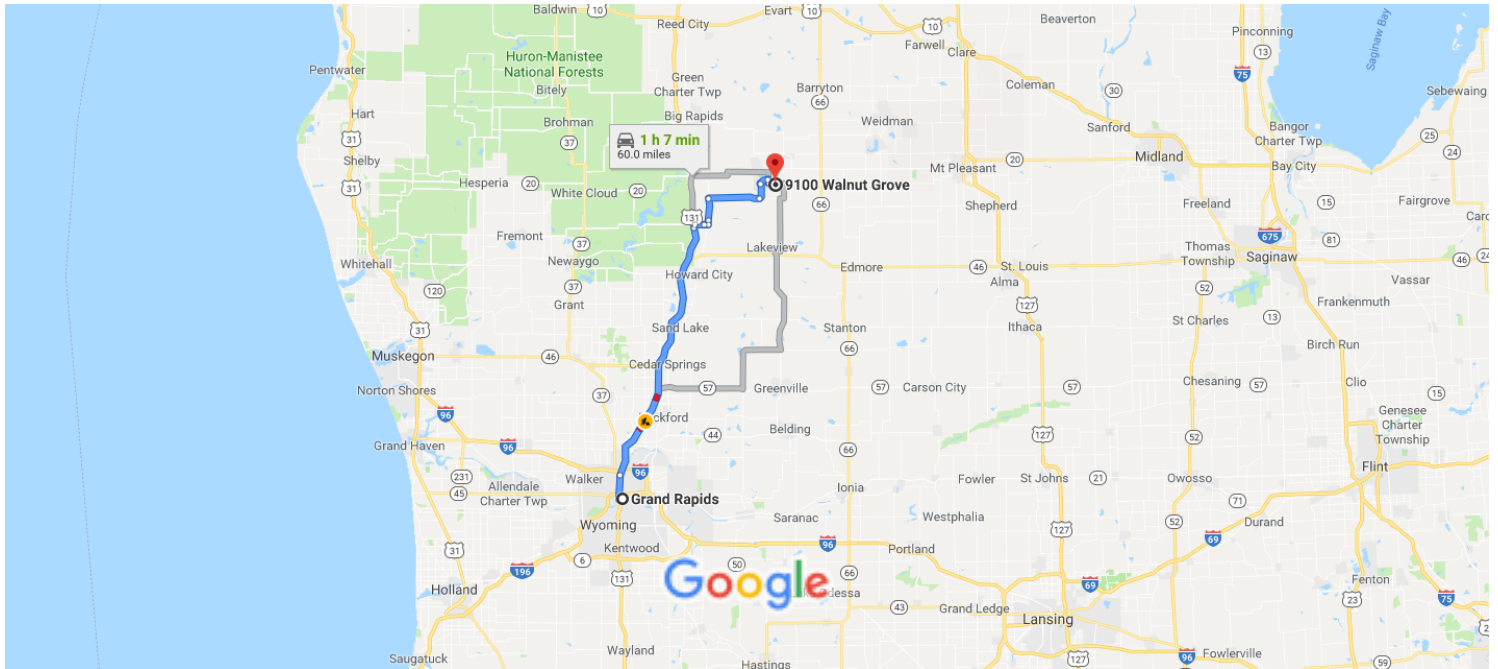 Baldwin
10
Reed City
Evart
10
Beaverton
Pinconning
13
Saginaw Bay
Farwell
10
Clare
Huron-Manistee
National Forests
Pentwater
Bitely
Green
Charter Twp
Barryton
66
Coleman
75
Sebewaing
Hart
31
Brohman
37
Big Rapids
Weidman
30
Sanford
Bangor
Charter Twp
25
24
Shelby
1 h 7 min
60.0 miles
Mt Pleasant
20
Midland
Bay City
Hesperia
20
White Cloud
20
9100 Walnut Grove
66
Shepherd
Freeland
15
Fairgrove
31
131
675
Fremont
37
Lakeview
Thomas
Township
Saginaw
81
Whitehall
Newaygo
Howard City
Edmore
46
St. Louis
Alma
46
46
24
120
37
Grant
127
52
Vassar
Frankenmuth
31
Sand Lake
Stanton
Ithaca
St Charles
13
15
Muskegon
46
Cedar Springs
66
Birch Run
Norton Shores
37
57
Greenville
57
Carson City
57
57
Chesaning
Clio
96
ckford
44
Belding
127
52
Genesee
Charter
Township
Grand Haven
96
96
66
231
Walker
Flint
45
Allendale
Charter Twp
Grand Rapids
Ionia
Fowler
St Johns
21
Owosso
Wyoming
Saranac
Westphalia
127
52
71
Durand
31
Kentwood
96
Portland
69
196
6
131
50
66
69
Holland
Google
dessa
43
Grand Ledge
Lansing
Fenton
23
75
Wayland
96
Fowlerville
Saugatuck
Hastings
127
59